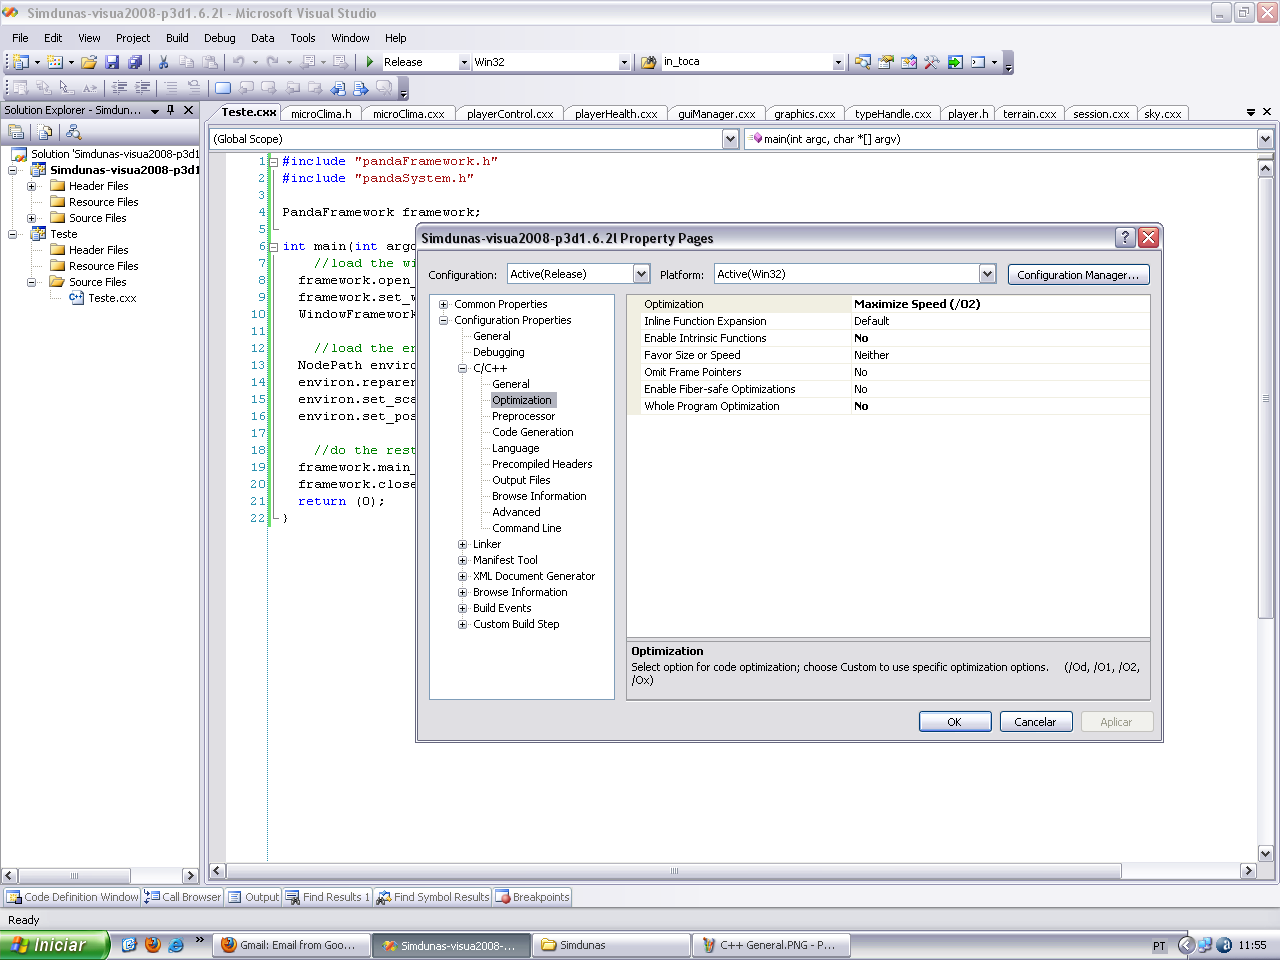 Simdunas-visua2008-p3d1.6.2l - Microsoft Visual Studio
File Edit View Project Build Debug Data Tools Window Help
Release Win32 in_toca
Solution Explorer - Simdun...
Teste.cxx microClima.h microClima.cxx playerControl.cxx playerHealth.cxx guiManager.cxx graphics.cxx typeHandle.cxx player.h terrain.cxx session.cxx sky.cxx
(Global Scope) main(int argc, char *[] argv)
Solution 'Simdunas-visua2008-p3d1
Simdunas-visua2008-p3d1
Header Files
Resource Files
Source Files
Teste
Header Files
Resource Files
Source Files
Teste.cxx
1 #include "pandaFramework.h"
2 #include "pandaSystem.h"
3
4 PandaFramework framework;
5
6 int main(int argc
7 //load the wi
8 framework.open_
9 framework.set_w
10 WindowFramework
11
12 //load the en
13 NodePath enviro
14 environ.reparen
15 environ.set_sca
16 environ.set_pos
17
18 //do the rest
19 framework.main_
20 framework.close
21 return (0);
22 }
Simdunas-visua2008-p3d1.6.2l Property Pages
Configuration: Active(Release) Platform: Active(Win32) Configuration Manager...
Common Properties
Configuration Properties
General
Debugging
C/C++
General
Optimization
Preprocessor
Code Generation
Language
Precompiled Headers
Output Files
Browse Information
Advanced
Command Line
Linker
Manifest Tool
XML Document Generator
Browse Information
Build Events
Custom Build Step
Optimization Maximize Speed (/O2)
Inline Function Expansion Default
Enable Intrinsic Functions No
Favor Size or Speed Neither
Omit Frame Pointers No
Enable Fiber-safe Optimizations No
Whole Program Optimization No
Optimization
Select option for code optimization; choose Custom to use specific optimization options. (/Od, /O1, /O2,
/Ox)
OK Cancelar Aplicar
Code Definition Window Call Browser Output Find Results 1 Find Symbol Results Breakpoints
Ready
Iniciar Gmail: Email from Goo... Simdunas-visua2008-... Simdunas C++ General.PNG - P... PT 11:55